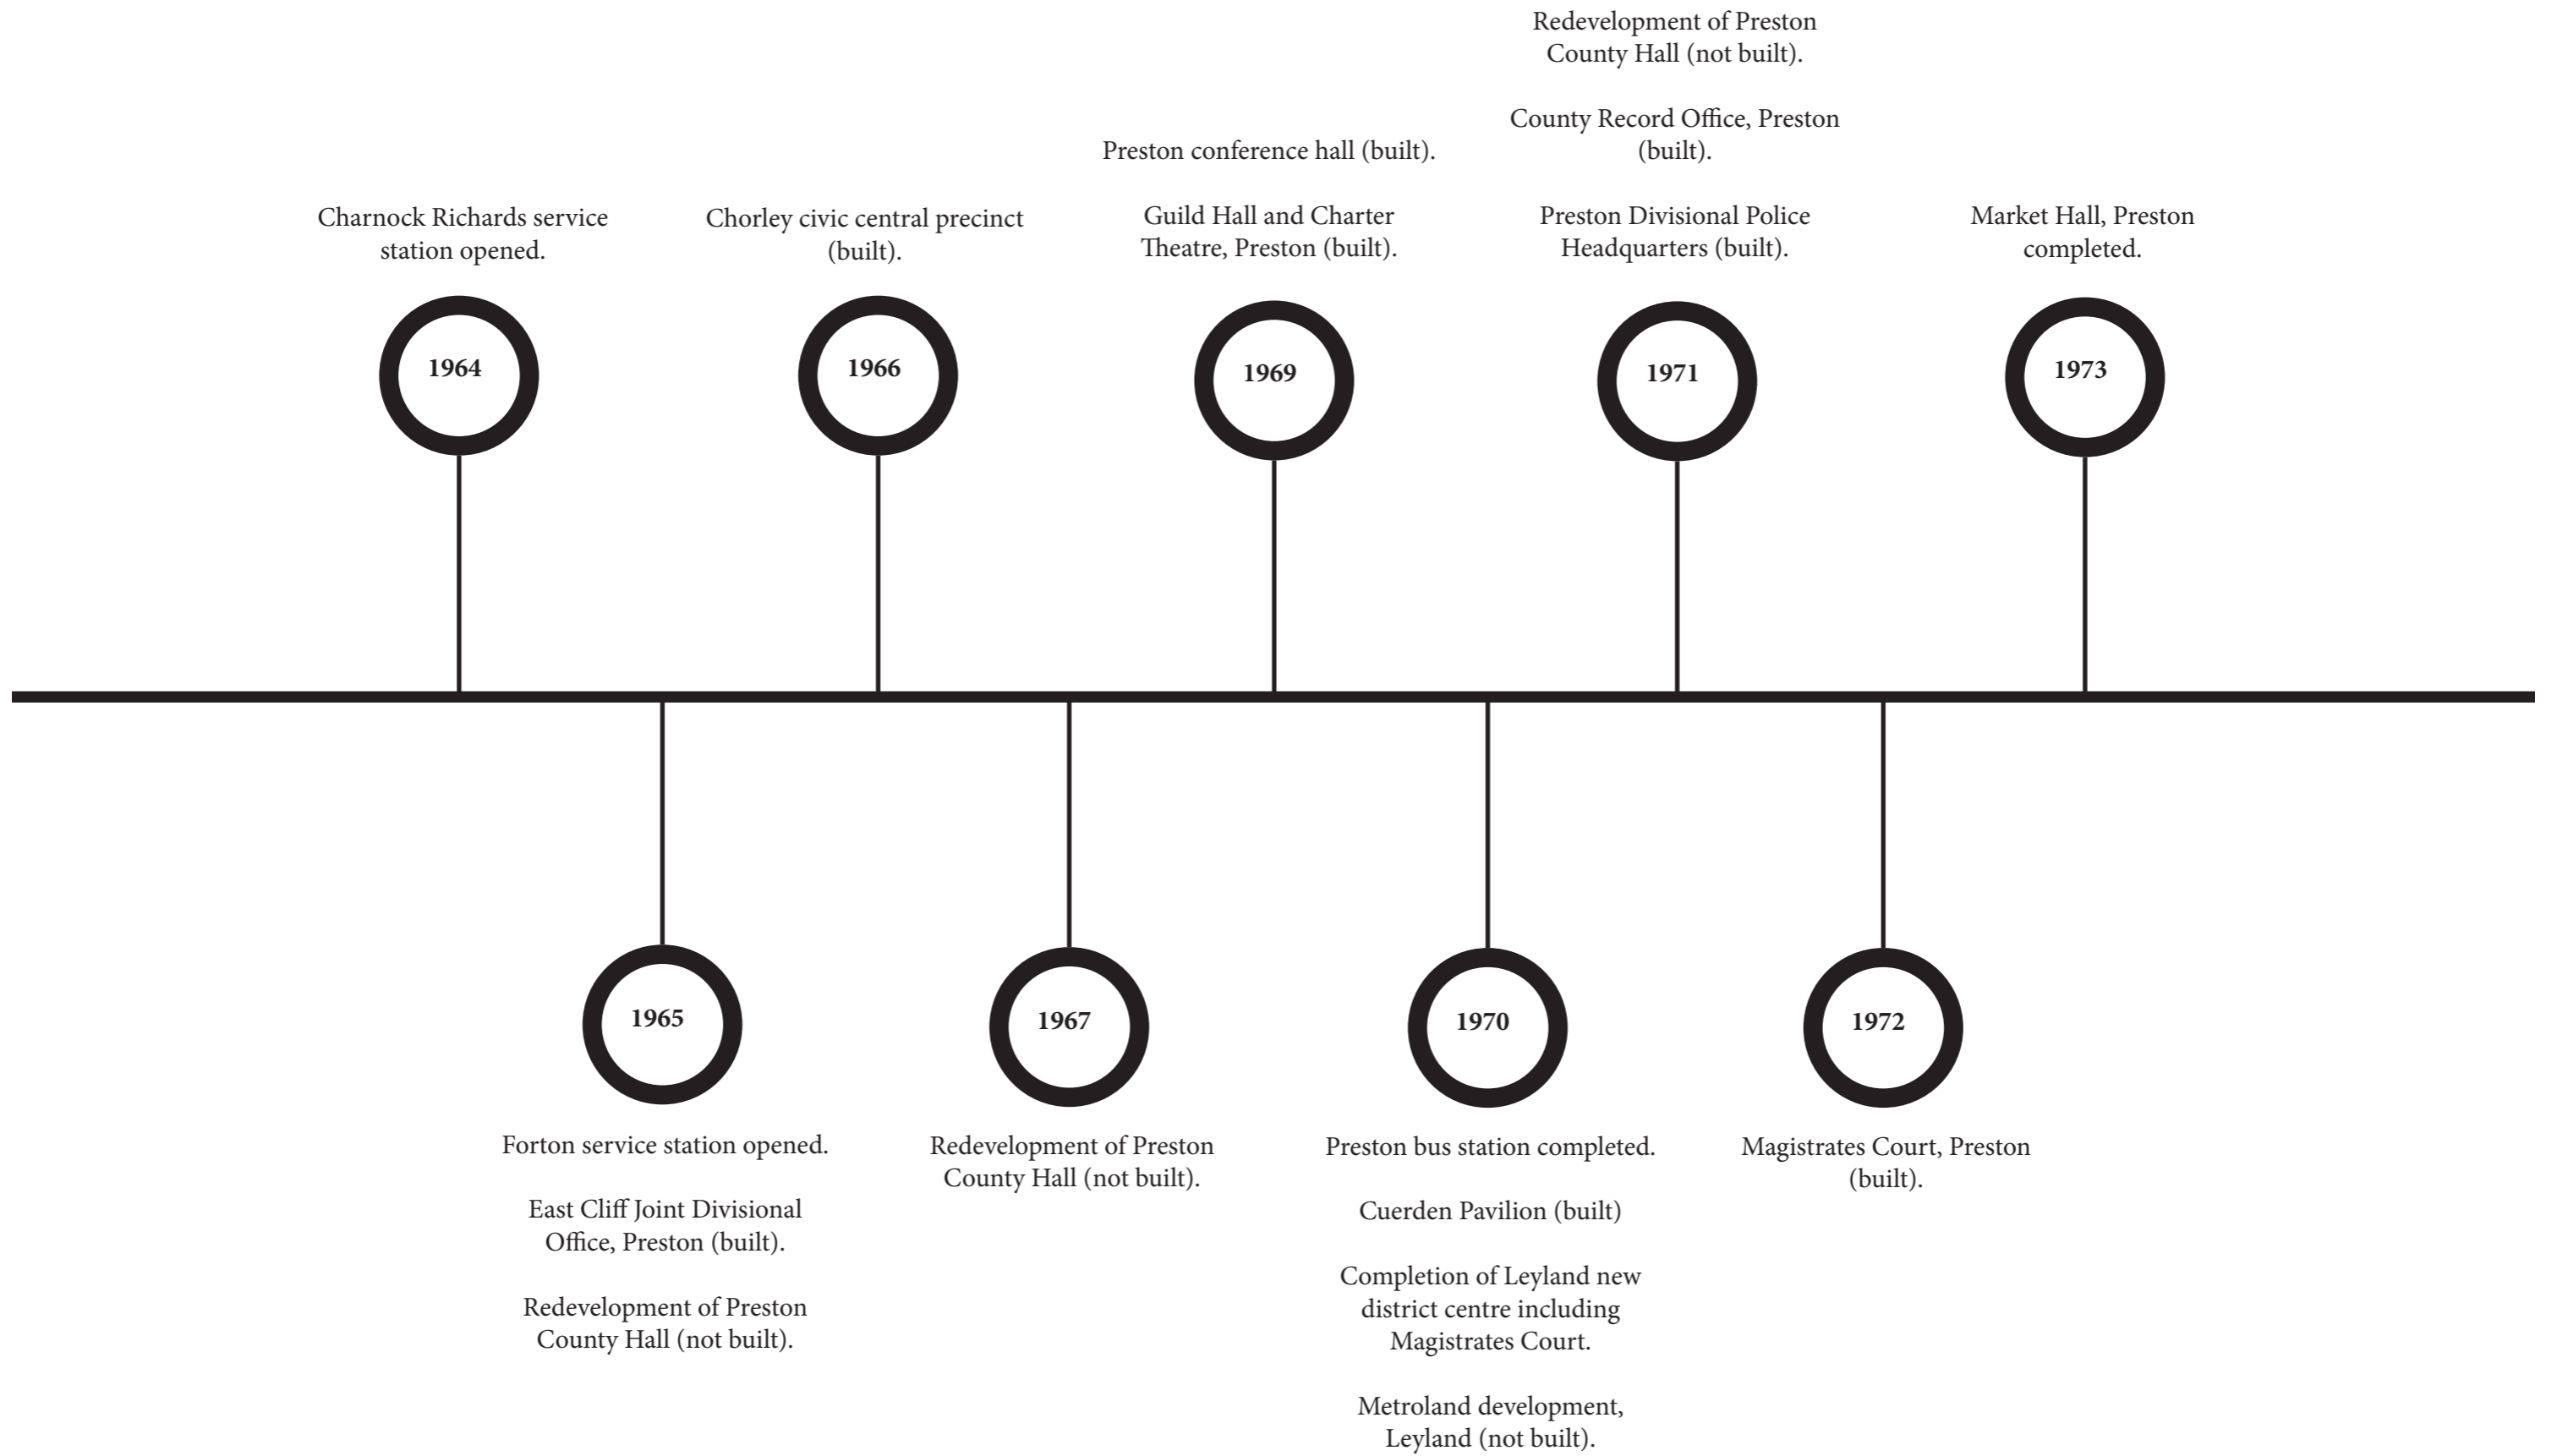 Redevelopment of Preston
County Hall (not built).
County Record Office, Preston
(built).
Preston Divisional Police
Headquarters (built).
1971
Preston conference hall (built).
Guild Hall and Charter
Theatre, Preston (built).
1969
Charnock Richards service
station opened.
1964
Chorley civic central precinct
(built).
1966
Market Hall, Preston
completed.
1973
1965
Forton service station opened.
East Cliff Joint Divisional
Office, Preston (built).
Redevelopment of Preston
County Hall (not built).
1967
Redevelopment of Preston
County Hall (not built).
1970
Preston bus station completed.
Cuerden Pavilion (built)
Completion of Leyland new
district centre including
Magistrates Court.
Metroland development,
Leyland (not built).
1972
Magistrates Court, Preston
(built).